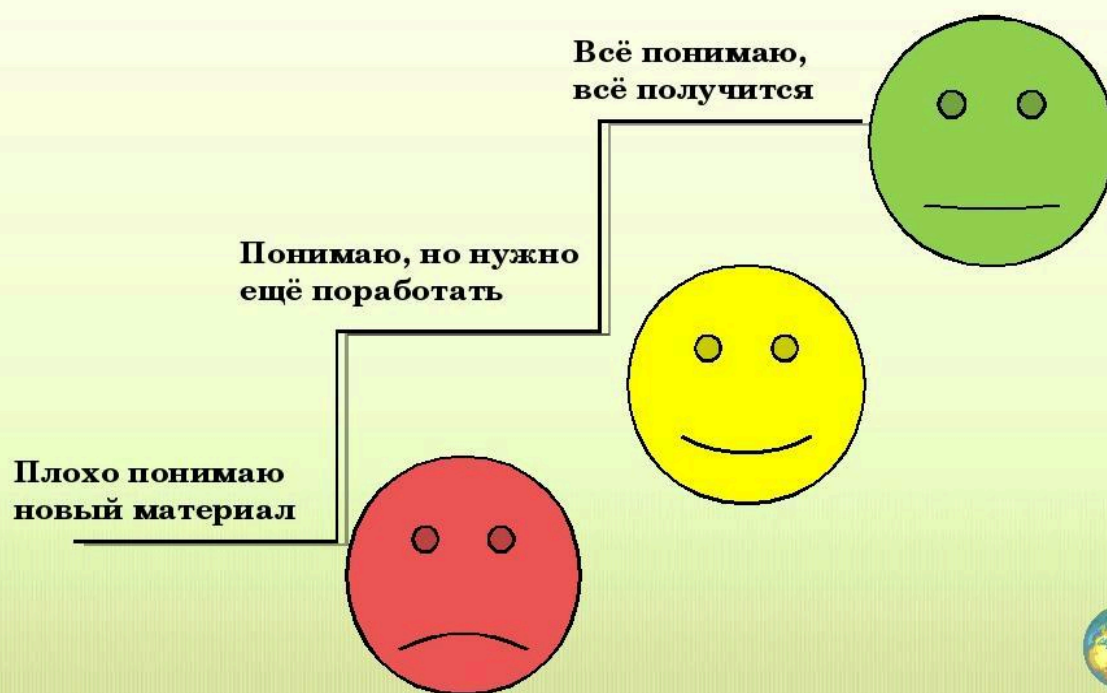 Всё понимаю,
всё получится
Понимаю, но нужно
ещё поработать
Плохо понимаю
новый материал